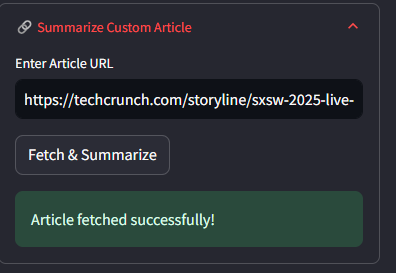 Summarize Custom Article
Enter Article URL
https://techcrunch.com/storyline/sxsw-2025-live-
Fetch & Summarize
Article fetched successfully!